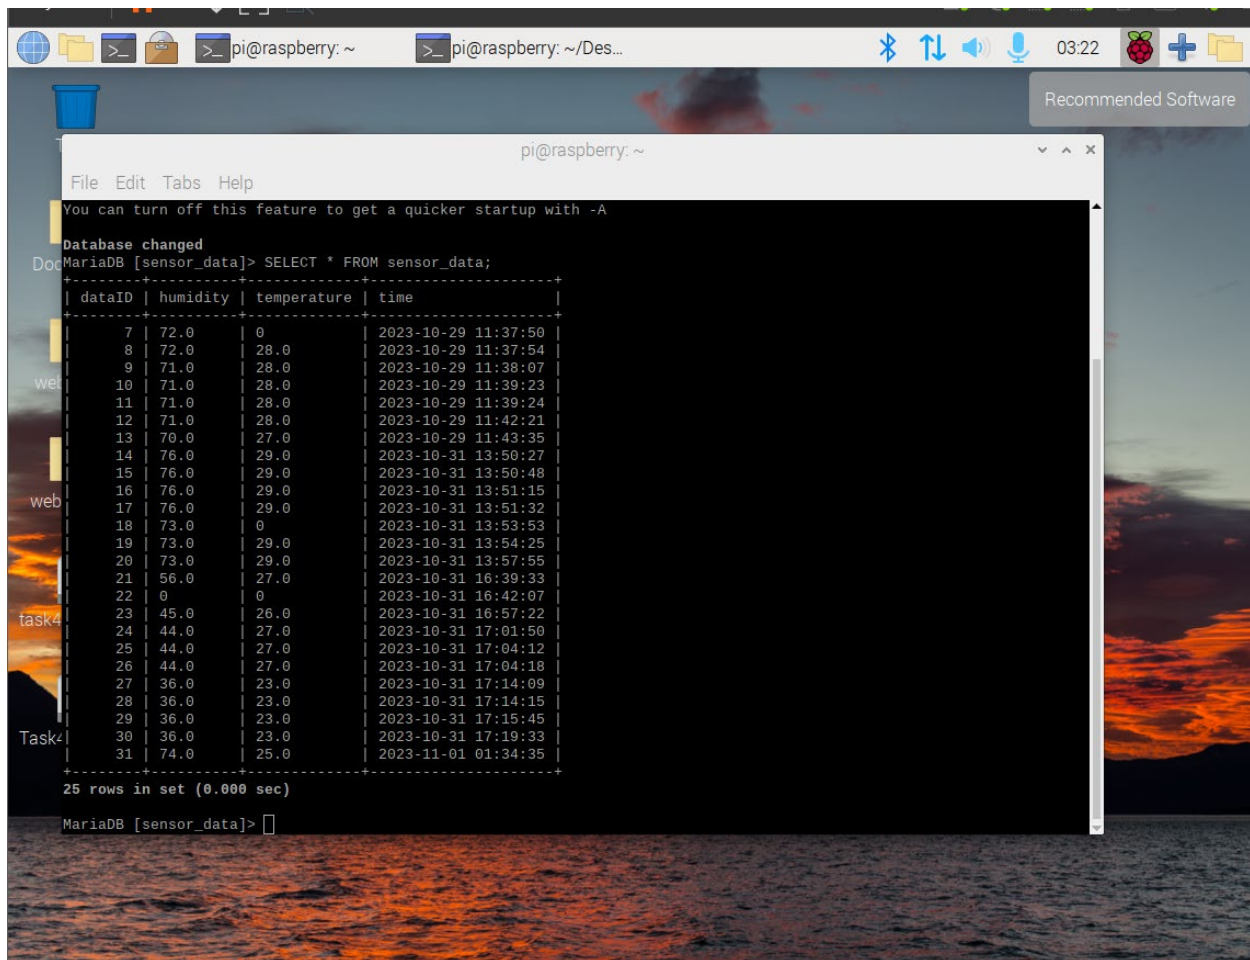 pi@raspberry: ~ pi@raspberry: ~/Des... 03:22
Recommended Software
pi@raspberry: ~
File Edit Tabs Help
You can turn off this feature to get a quicker startup with -A
Database changed
MariaDB [sensor_data]> SELECT * FROM sensor_data;
+--------+----------+-------------+---------------------+
| dataID | humidity | temperature | time                |
+--------+----------+-------------+---------------------+
|      7 | 72.0     | 0           | 2023-10-29 11:37:50 |
|      8 | 72.0     | 28.0        | 2023-10-29 11:37:54 |
|      9 | 71.0     | 28.0        | 2023-10-29 11:38:07 |
|     10 | 71.0     | 28.0        | 2023-10-29 11:39:23 |
|     11 | 71.0     | 28.0        | 2023-10-29 11:39:24 |
|     12 | 71.0     | 28.0        | 2023-10-29 11:42:21 |
|     13 | 70.0     | 27.0        | 2023-10-29 11:43:35 |
|     14 | 76.0     | 29.0        | 2023-10-31 13:50:27 |
|     15 | 76.0     | 29.0        | 2023-10-31 13:50:48 |
|     16 | 76.0     | 29.0        | 2023-10-31 13:51:15 |
|     17 | 76.0     | 29.0        | 2023-10-31 13:51:32 |
|     18 | 73.0     | 0           | 2023-10-31 13:53:53 |
|     19 | 73.0     | 29.0        | 2023-10-31 13:54:25 |
|     20 | 73.0     | 29.0        | 2023-10-31 13:57:55 |
|     21 | 56.0     | 27.0        | 2023-10-31 16:39:33 |
|     22 | 0        | 0           | 2023-10-31 16:42:07 |
|     23 | 45.0     | 26.0        | 2023-10-31 16:57:22 |
|     24 | 44.0     | 27.0        | 2023-10-31 17:01:50 |
|     25 | 44.0     | 27.0        | 2023-10-31 17:04:12 |
|     26 | 44.0     | 27.0        | 2023-10-31 17:04:18 |
|     27 | 36.0     | 23.0        | 2023-10-31 17:14:09 |
|     28 | 36.0     | 23.0        | 2023-10-31 17:14:15 |
|     29 | 36.0     | 23.0        | 2023-10-31 17:15:45 |
|     30 | 36.0     | 23.0        | 2023-10-31 17:19:33 |
|     31 | 74.0     | 25.0        | 2023-11-01 01:34:35 |
+--------+----------+-------------+---------------------+
25 rows in set (0.000 sec)
MariaDB [sensor_data]>
Doc
web
web
task4
Task4